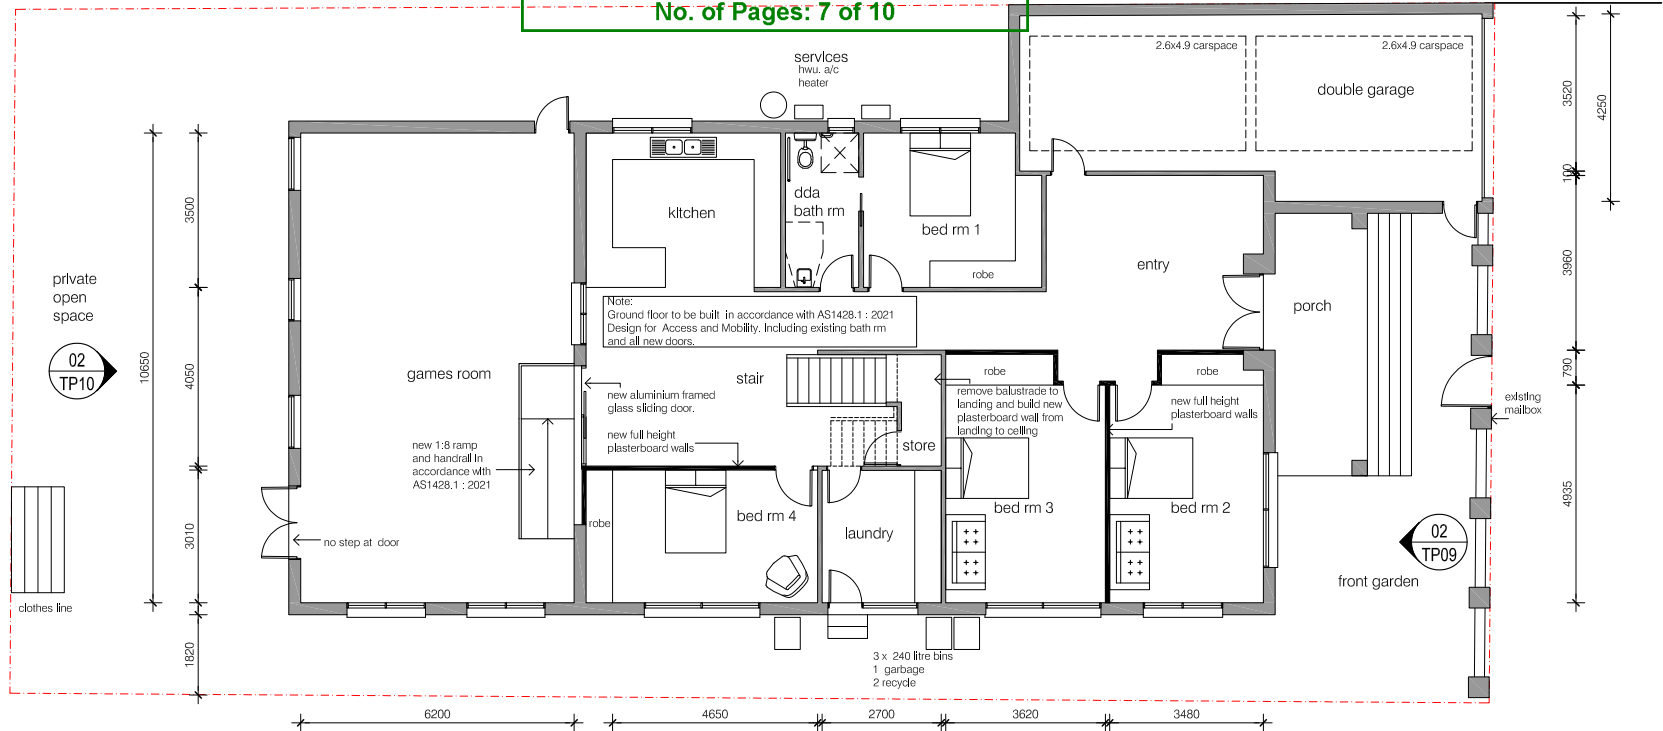 No. of Pages: 7 of 10
services
hwu. a/c
heater
2.6x4.9 carspace
2.6x4.9 carspace
double garage
3520
4250
100
3960
790
4935
private
open
space
02
TP10
10650
3500
4050
3010
1820
kitchen
dda
bath rm
bed rm 1
robe
entry
porch
Note:
Ground floor to be built in accordance with AS1428.1 : 2021
Design for Access and Mobility. Including existing bath rm
and all new doors.
games room
stair
new aluminium framed
glass sliding door.
new full height
plasterboard walls
new 1:8 ramp
and handrail in
accordance with
AS1428.1 : 2021
no step at door
store
robe
remove balustrade to
landing and build new
plasterboard wall from
landing to ceiling
robe
new full height
plasterboard walls
existing
mailbox
robe
bed rm 4
laundry
bed rm 3
bed rm 2
02
TP09
front garden
clothes line
3 x 240 litre bins
1 garbage
2 recycle
6200
4650
2700
3620
3480